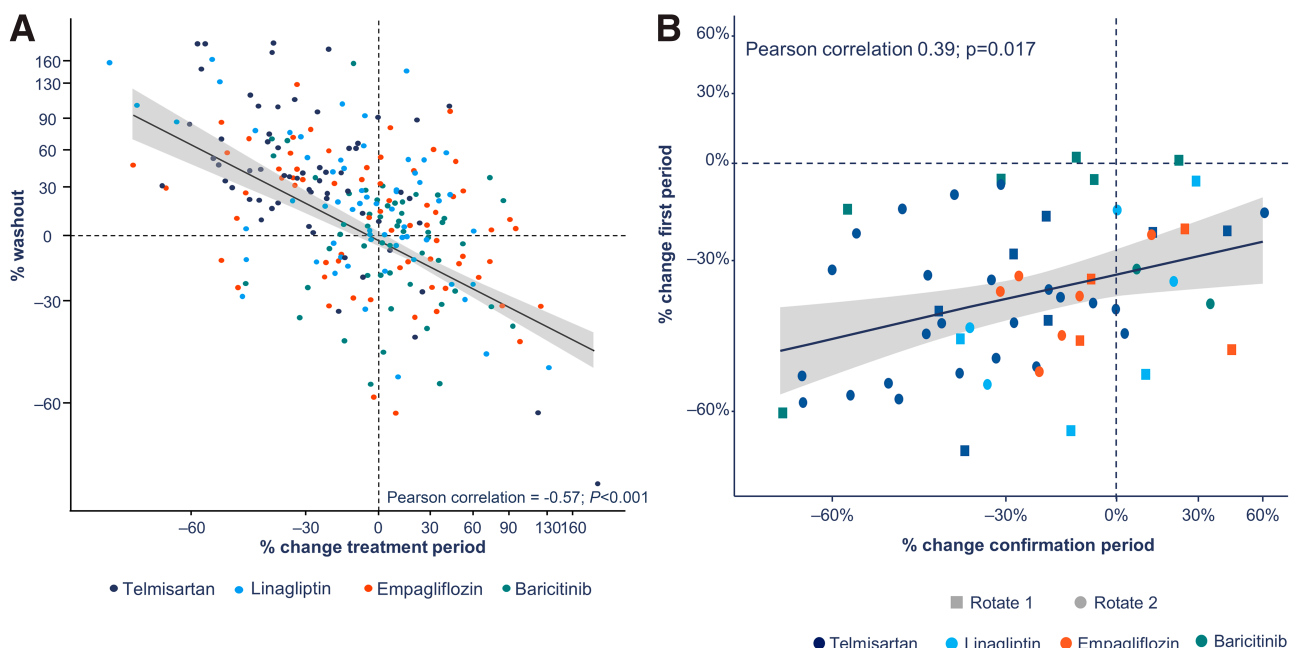 A
% washout
160
130
90
60
30
0
–30
–60
Pearson correlation = -0.57; P<0.001
–60 –30 0 30 60 90 130 160
% change treatment period
Telmisartan Linagliptin Empagliflozin Baricitinib
B
% change first period
60%
30%
0%
–30%
–60%
Pearson correlation 0.39; p=0.017
–60% –30% 0% 30% 60%
% change confirmation period
Rotate 1 Rotate 2
Telmisartan Linagliptin Empagliflozin Baricitinib